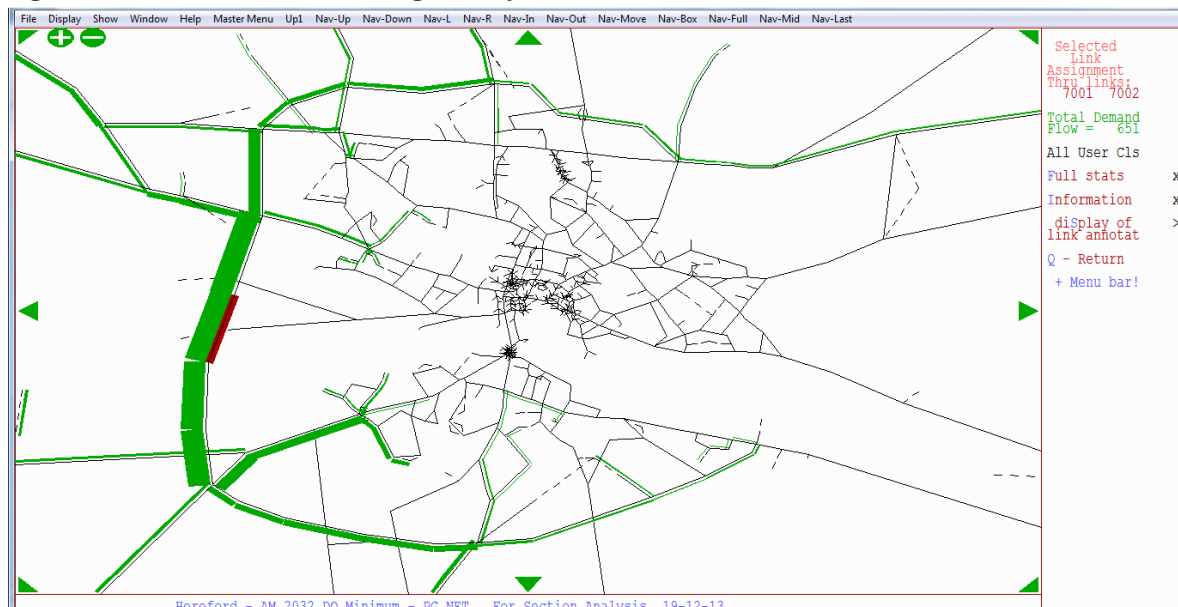 File Display Show Window Help Master Menu Up1 Nav-Up Nav-Down Nav-L Nav-R Nav-In Nav-Out Nav-Move Nav-Box Nav-Full Nav-Mid Nav-Last
Selected
Link
Assignment
Thru links:
7001 7002
Total Demand
Flow = 651
All User Cls
Full stats x
Information x
diSplay of >
link annotat
Q - Return
+ Menu bar!
Hereford - AM 2032 DO Minimum - PC NET For Section Analysis 19-12-13